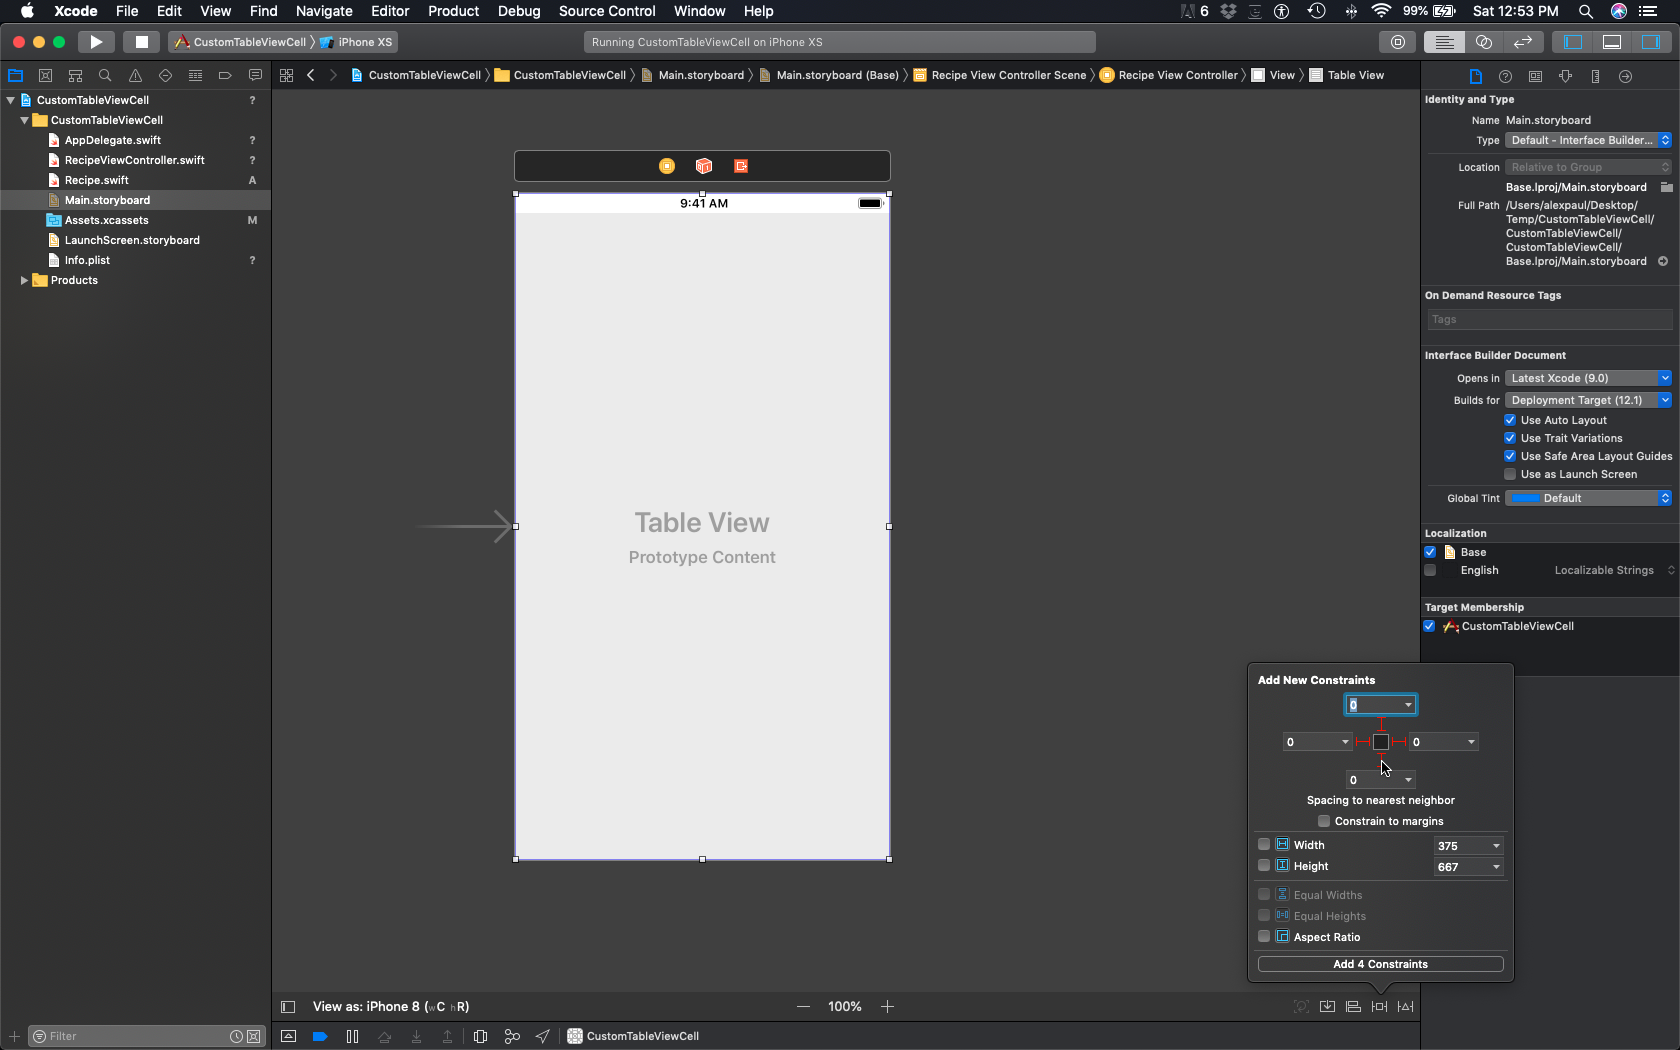 Xcode File Edit View Find Navigate Editor Product Debug Source Control Window Help 6 99% Sat 12:53 PM
CustomTableViewCell iPhone XS
Running CustomTableViewCell on iPhone XS
CustomTableViewCell CustomTableViewCell Main.storyboard Main.storyboard (Base) Recipe View Controller Scene Recipe View Controller View Table View
CustomTableViewCell ?
CustomTableViewCell
AppDelegate.swift ?
RecipeViewController.swift ?
Recipe.swift A
Main.storyboard
Assets.xcassets M
LaunchScreen.storyboard
Info.plist ?
Products
Filter
9:41 AM
Table View
Prototype Content
View as: iPhone 8 (wC hR)
100%
CustomTableViewCell
Identity and Type
Name Main.storyboard
Type Default - Interface Builder...
Location Relative to Group
Base.lproj/Main.storyboard
Full Path /Users/alexpaul/Desktop/
Temp/CustomTableViewCell/
CustomTableViewCell/
CustomTableViewCell/
Base.lproj/Main.storyboard
On Demand Resource Tags
Tags
Interface Builder Document
Opens in Latest Xcode (9.0)
Builds for Deployment Target (12.1)
Use Auto Layout
Use Trait Variations
Use Safe Area Layout Guides
Use as Launch Screen
Global Tint Default
Localization
Base
English Localizable Strings
Target Membership
CustomTableViewCell
Add New Constraints
0
0 0
0
Spacing to nearest neighbor
Constrain to margins
Width 375
Height 667
Equal Widths
Equal Heights
Aspect Ratio
Add 4 Constraints